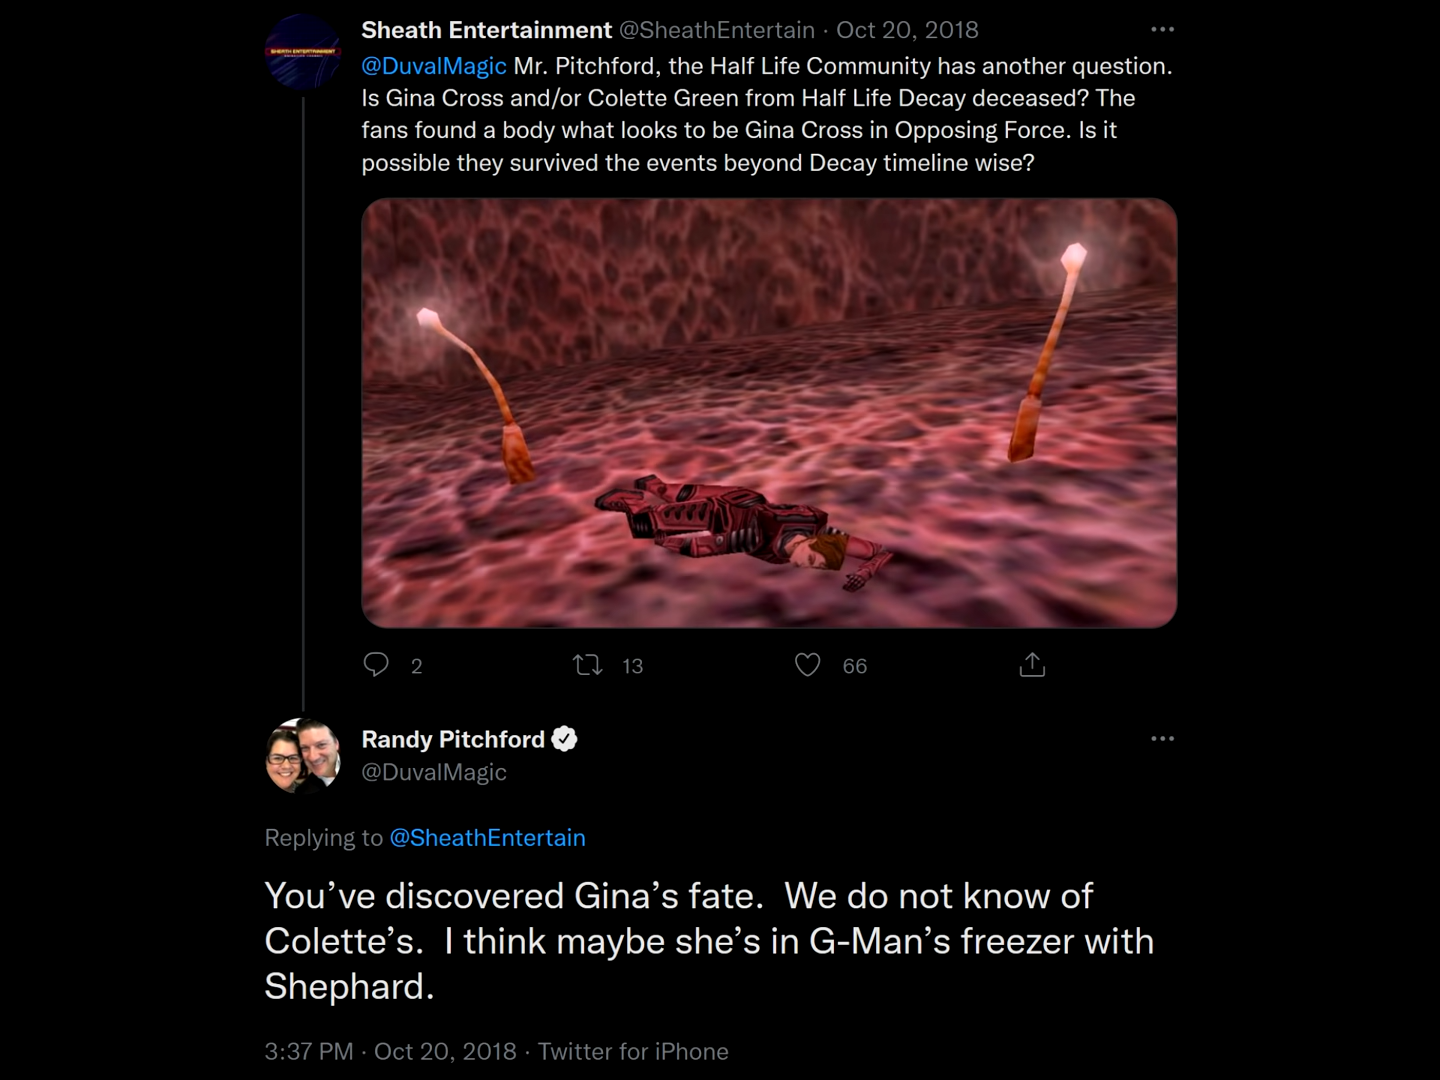 Sheath Entertainment @SheathEntertain · Oct 20, 2018
@DuvalMagic Mr. Pitchford, the Half Life Community has another question.
Is Gina Cross and/or Colette Green from Half Life Decay deceased? The
fans found a body what looks to be Gina Cross in Opposing Force. Is it
possible they survived the events beyond Decay timeline wise?
2 13 66
Randy Pitchford
@DuvalMagic
Replying to @SheathEntertain
You’ve discovered Gina’s fate.  We do not know of
Colette’s.  I think maybe she’s in G-Man’s freezer with
Shephard.
3:37 PM · Oct 20, 2018 · Twitter for iPhone